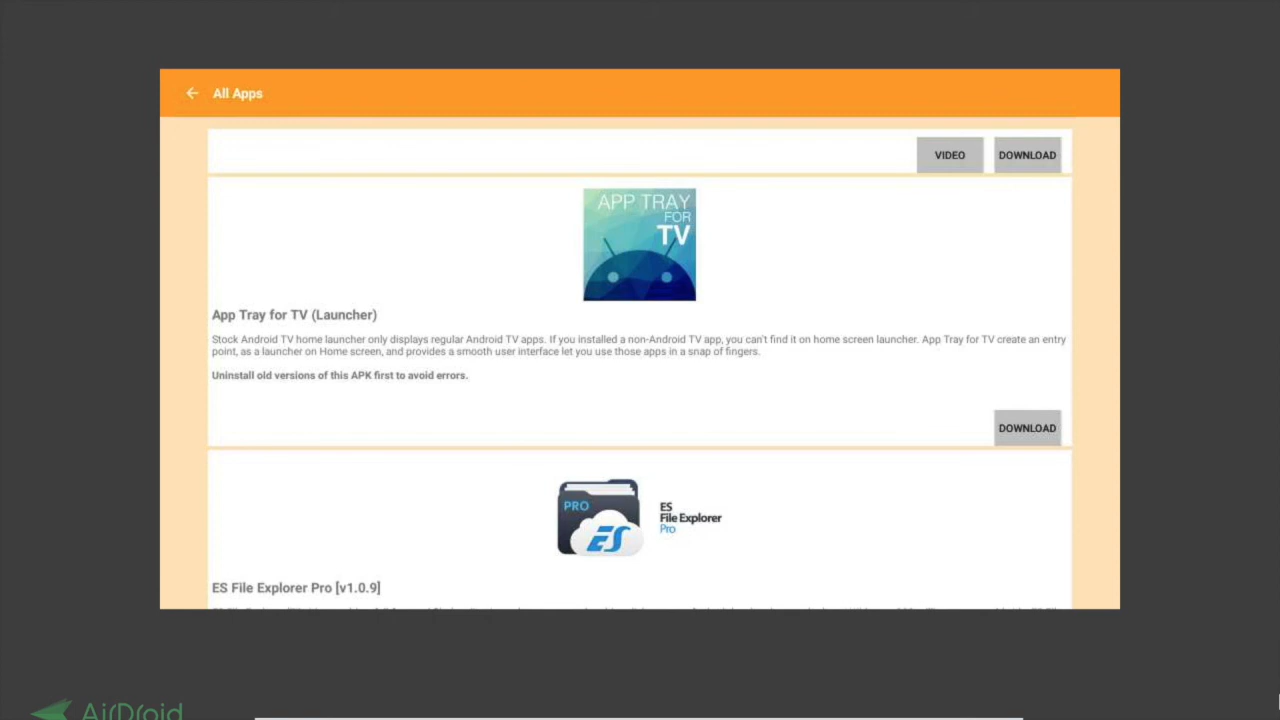 All Apps
VIDEO
DOWNLOAD
APP TRAY
FOR
TV
App Tray for TV (Launcher)
Stock Android TV home launcher only displays regular Android TV apps. If you installed a non-Android TV app, you can't find it on home screen launcher. App Tray for TV create an entry
point, as a launcher on Home screen, and provides a smooth user interface let you use those apps in a snap of fingers.
Uninstall old versions of this APK first to avoid errors.
DOWNLOAD
PRO
ES
ES
File Explorer
Pro
ES File Explorer Pro [v1.0.9]
AirDroid